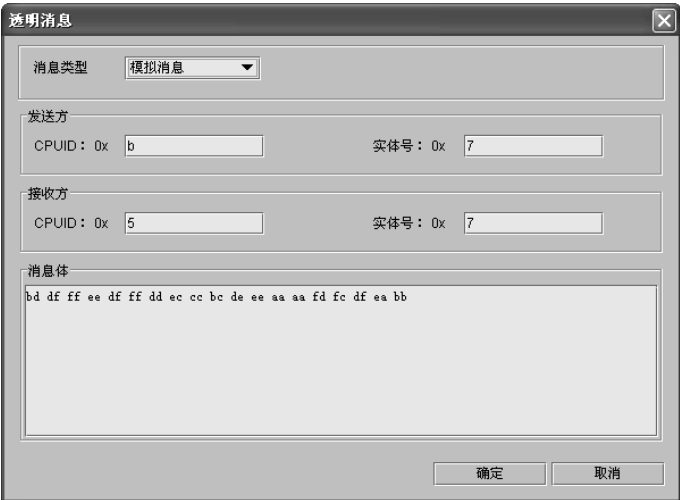 透明消息
消息类型 模拟消息
发送方
CPUID: 0x b 实体号: 0x 7
接收方
CPUID: 0x 5 实体号: 0x 7
消息体
bd df ff ee df ff dd ec cc bc de ee aa aa fd fc df ea bb
确定 取消